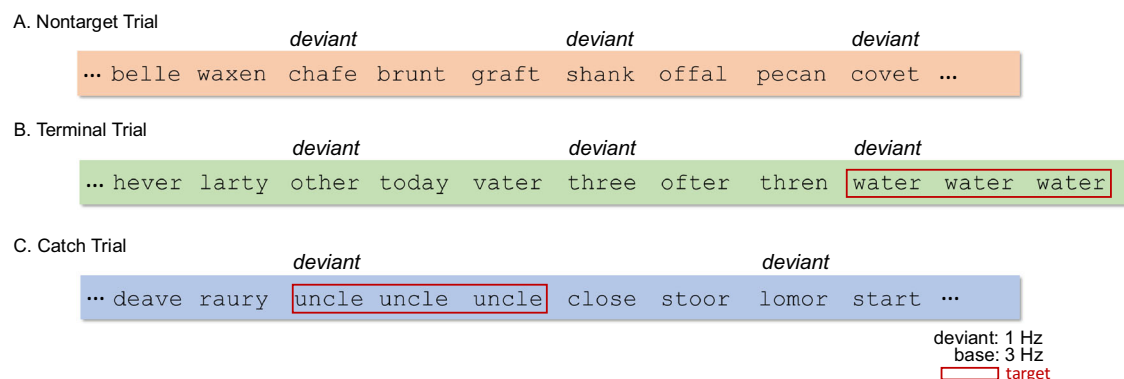 A. Nontarget Trial
deviant deviant deviant
... belle waxen chafe brunt graft shank offal pecan covet ...
B. Terminal Trial
deviant deviant deviant
... hever larty other today vater three ofter thren water water water
C. Catch Trial
deviant deviant
... deave raury uncle uncle uncle close stoor lomor start ...
deviant: 1 Hz
base: 3 Hz
target